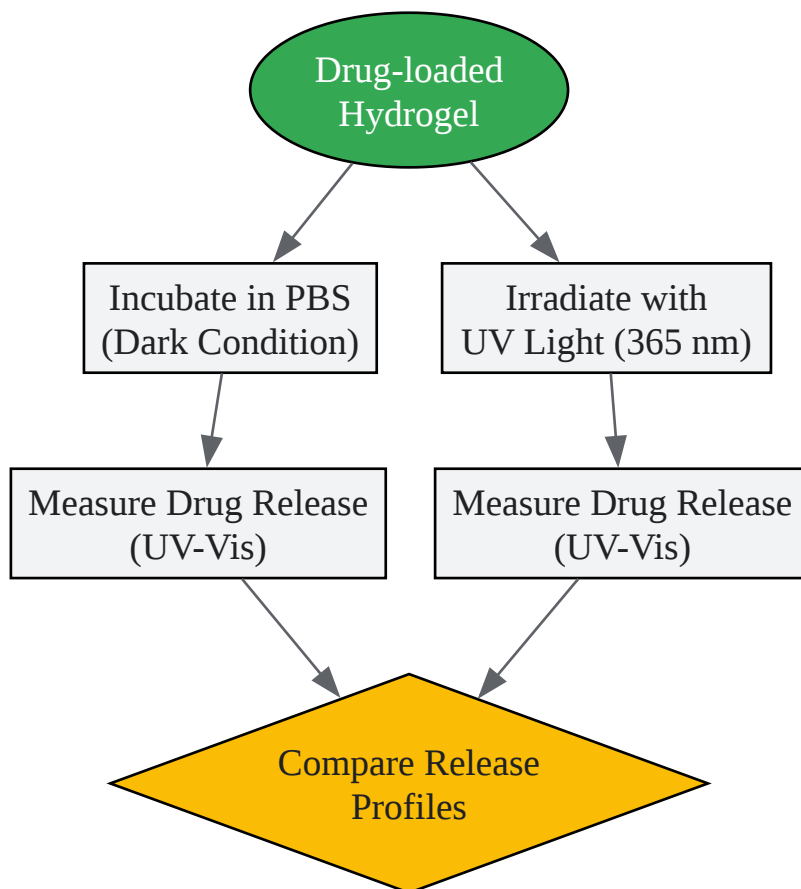 Drug-loaded
Hydrogel
Incubate in PBS
(Dark Condition)
Irradiate with
UV Light (365 nm)
Measure Drug Release
(UV-Vis)
Measure Drug Release
(UV-Vis)
Compare Release
Profiles